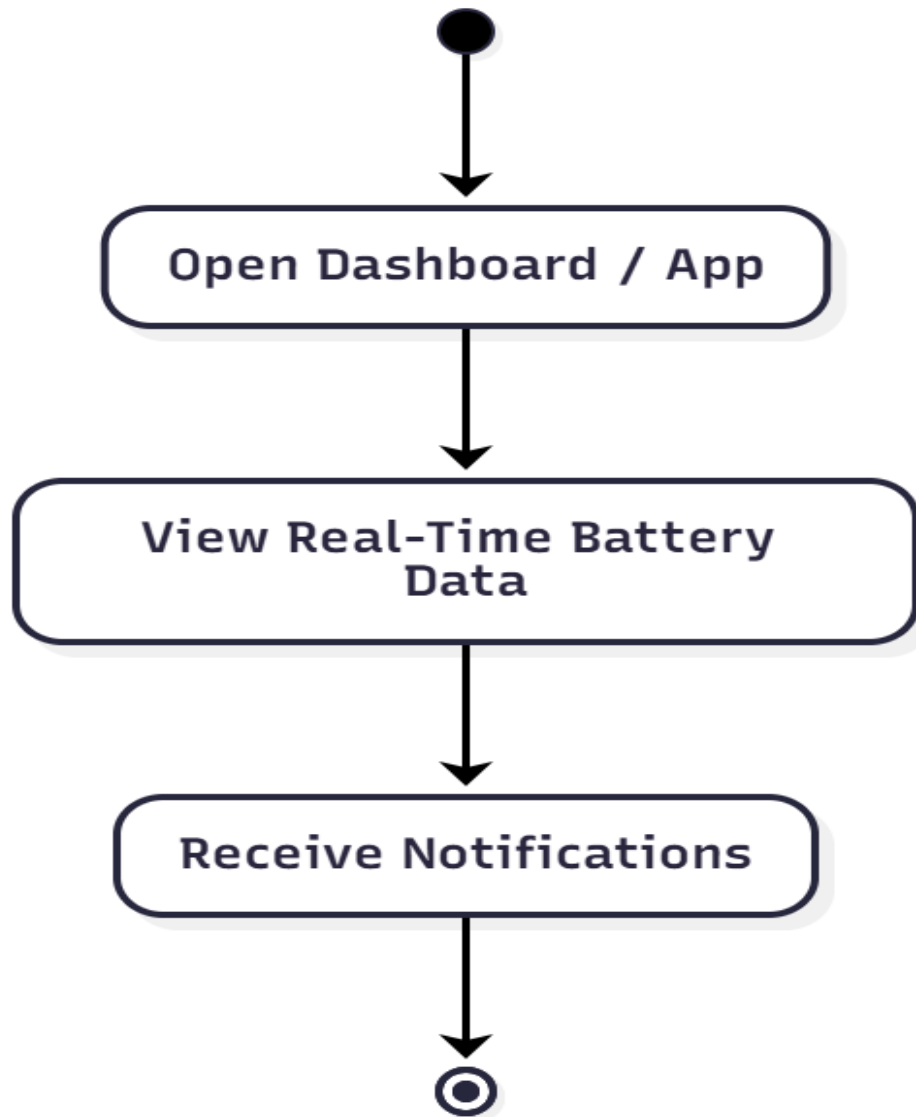 Open Dashboard / App
View Real-Time Battery
Data
Receive Notifications